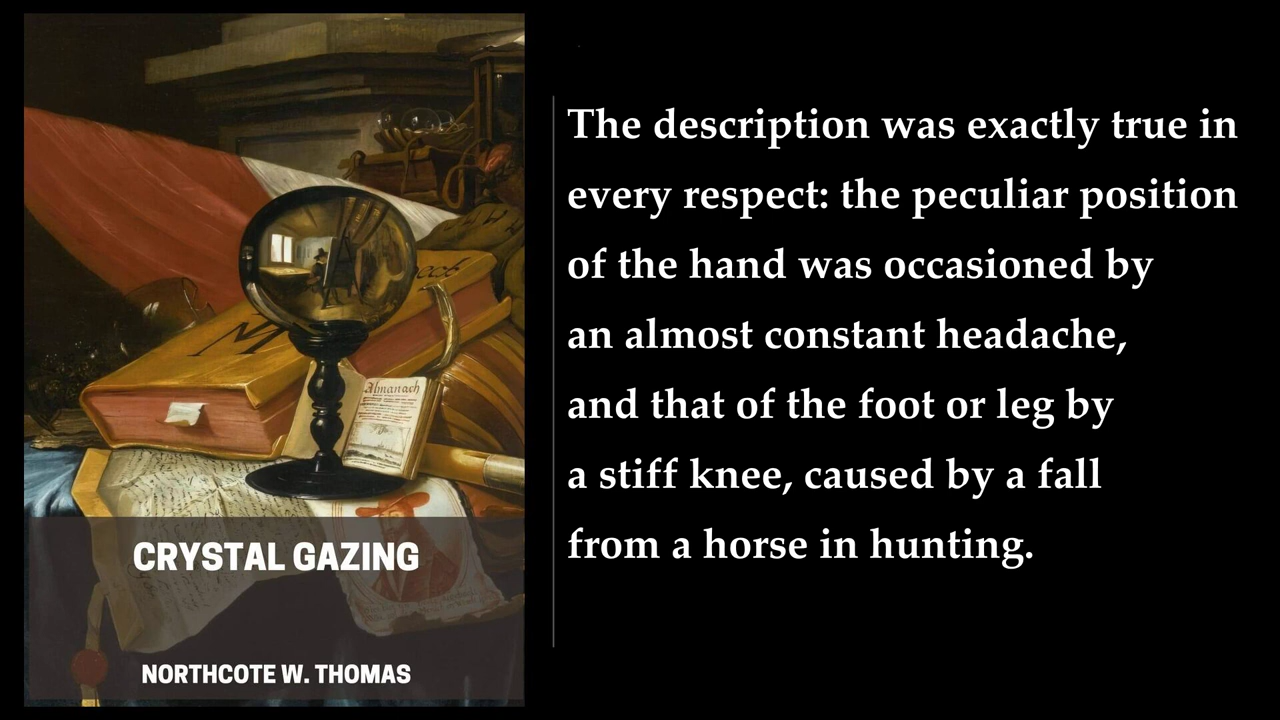 The description was exactly true in
every respect: the peculiar position
of the hand was occasioned by
an almost constant headache,
and that of the foot or leg by
a stiff knee, caused by a fall
from a horse in hunting.
M
Almanach
CRYSTAL GAZING
NORTHCOTE W. THOMAS